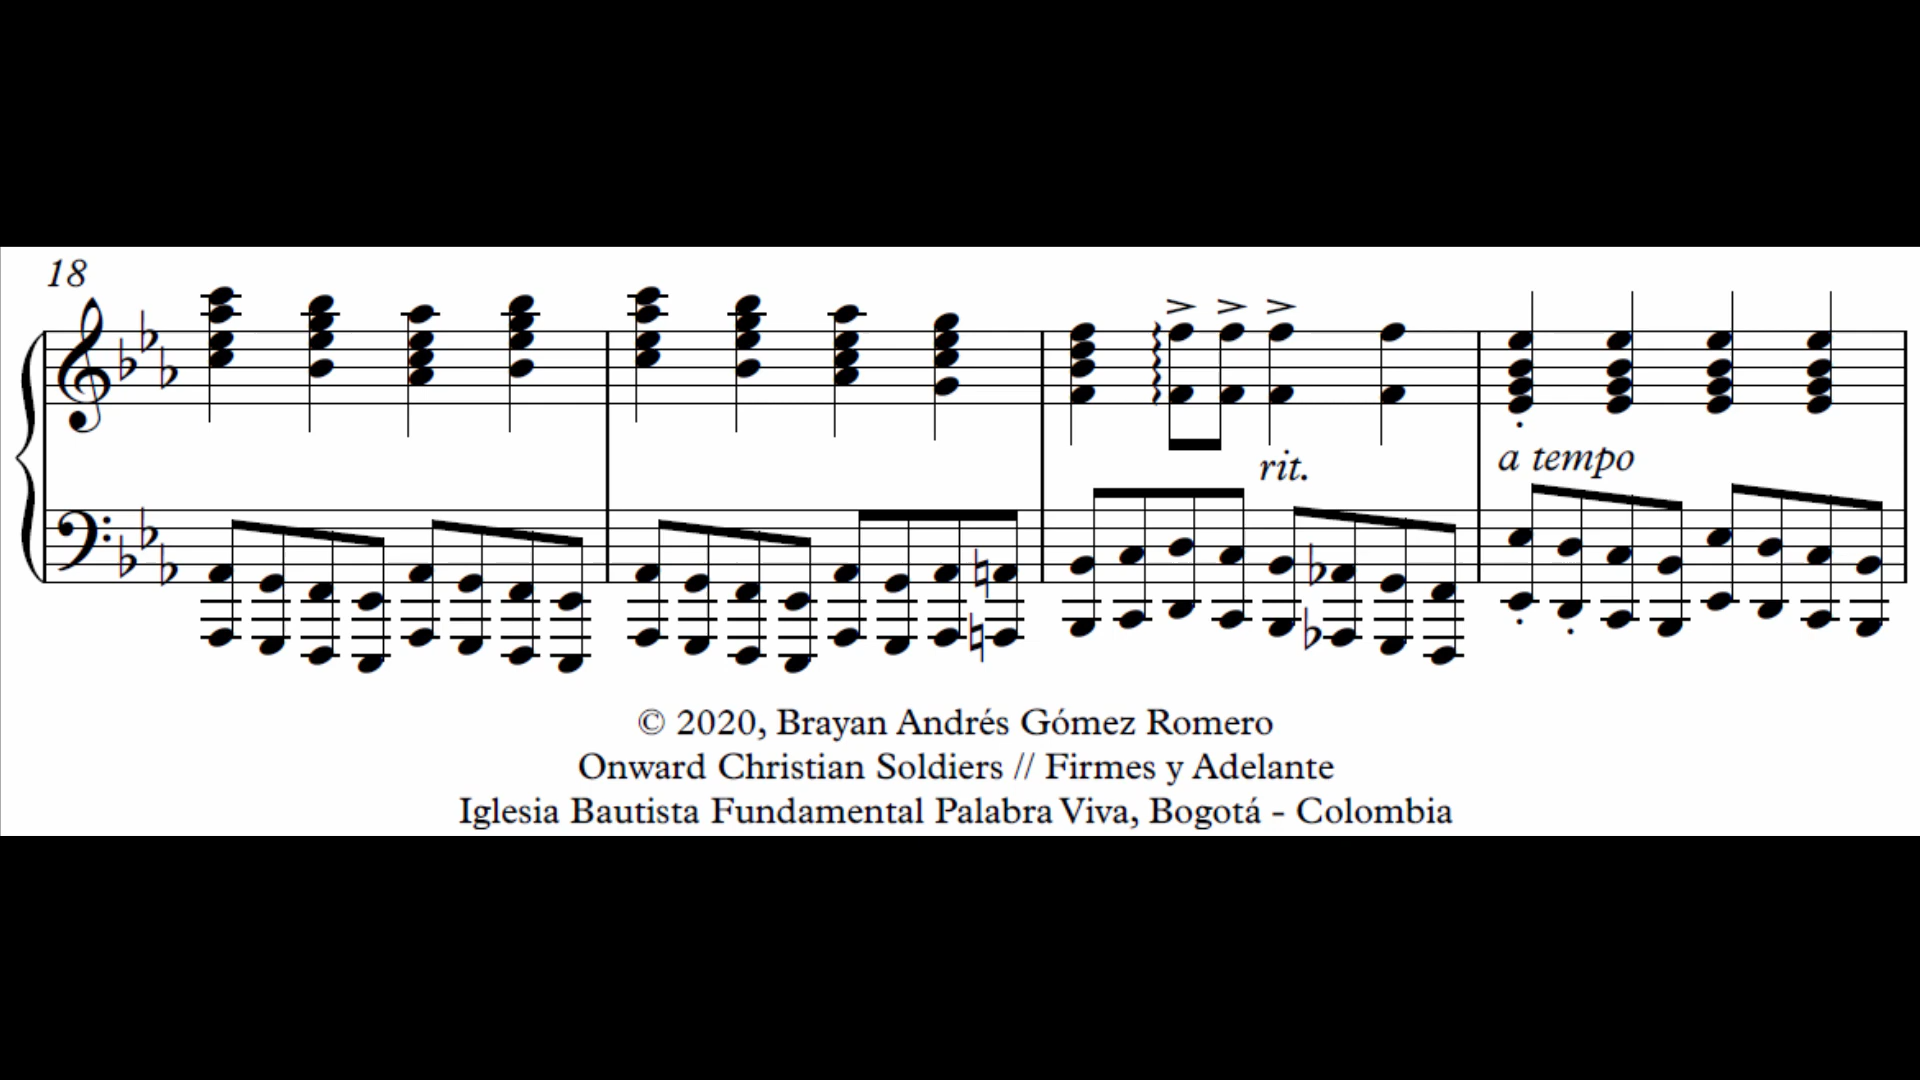 18
rit.
a tempo
© 2020, Brayan Andrés Gómez Romero
Onward Christian Soldiers // Firmes y Adelante
Iglesia Bautista Fundamental Palabra Viva, Bogotá - Colombia